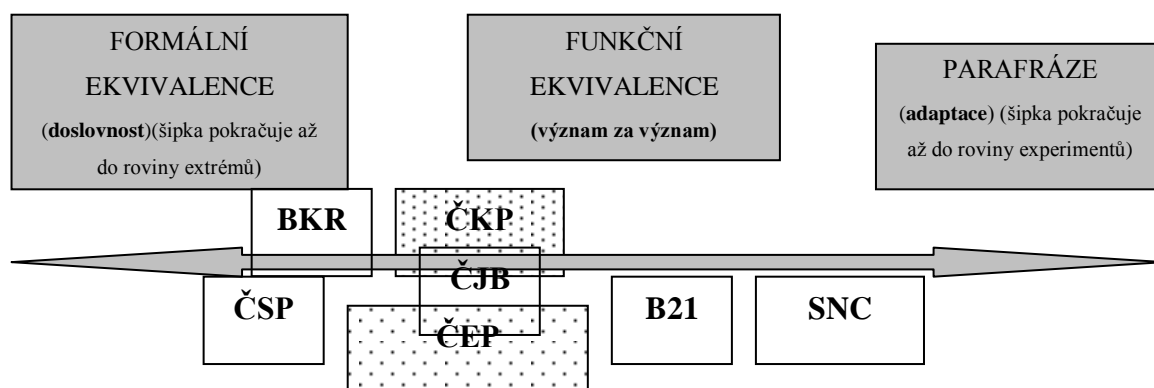 FORMÁLNÍ
EKVIVALENCE
(doslovnost)(šipka pokračuje až
do roviny extrémů)
FUNKČNÍ
EKVIVALENCE
(význam za význam)
PARAFRÁZE
(adaptace) (šipka pokračuje
až do roviny experimentů)
BKR
ČKP
ČJB
ČSP
ČEP
B21
SNC